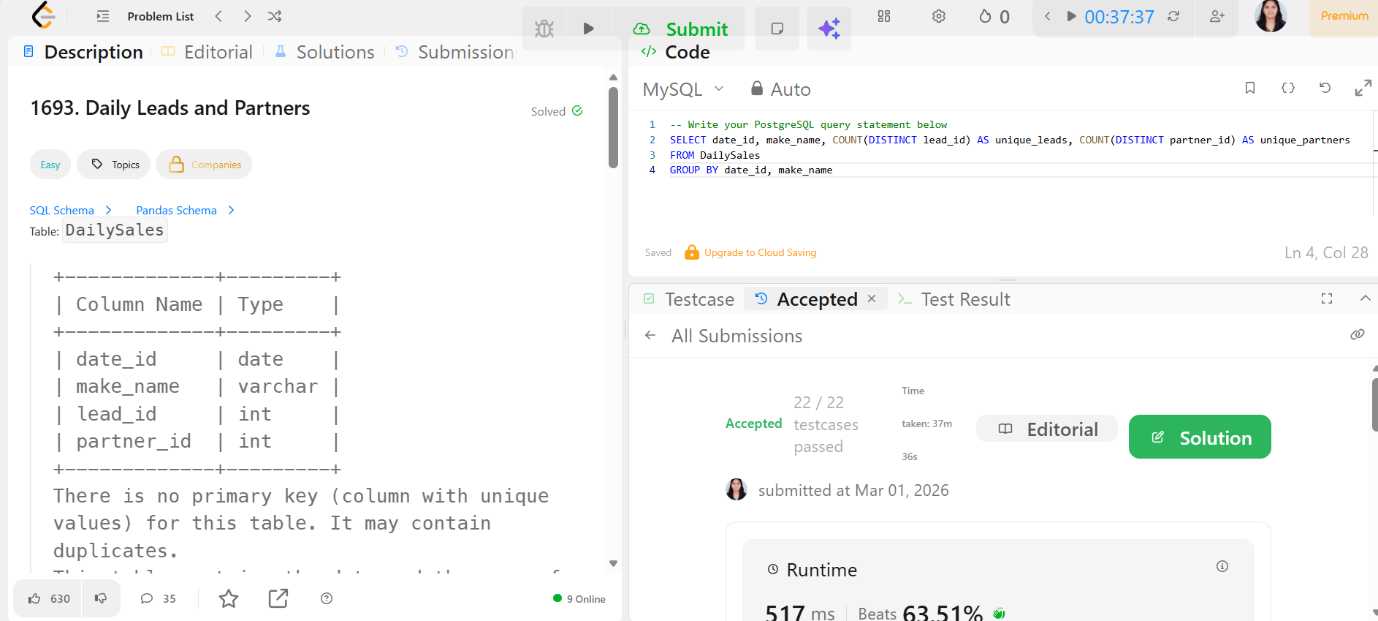 Problem List
Submit
0
00:37:37
Premium
Description
Editorial
Solutions
Submission
1693. Daily Leads and Partners
Solved
Easy
Topics
Companies
SQL Schema
Pandas Schema
Table: DailySales
+-------------+---------+
| Column Name | Type    |
+-------------+---------+
| date_id     | date    |
| make_name   | varchar |
| lead_id     | int     |
| partner_id  | int     |
+-------------+---------+
There is no primary key (column with unique
values) for this table. It may contain
duplicates.
630
35
9 Online
</> Code
MySQL
Auto
1 -- Write your PostgreSQL query statement below
2 SELECT date_id, make_name, COUNT(DISTINCT lead_id) AS unique_leads, COUNT(DISTINCT partner_id) AS unique_partners
3 FROM DailySales
4 GROUP BY date_id, make_name
Saved
Upgrade to Cloud Saving
Ln 4, Col 28
Testcase
Accepted
Test Result
All Submissions
Accepted
22 / 22
testcases
passed
Time
taken: 37m
36s
Editorial
Solution
submitted at Mar 01, 2026
Runtime
517 ms
Beats 63.51%